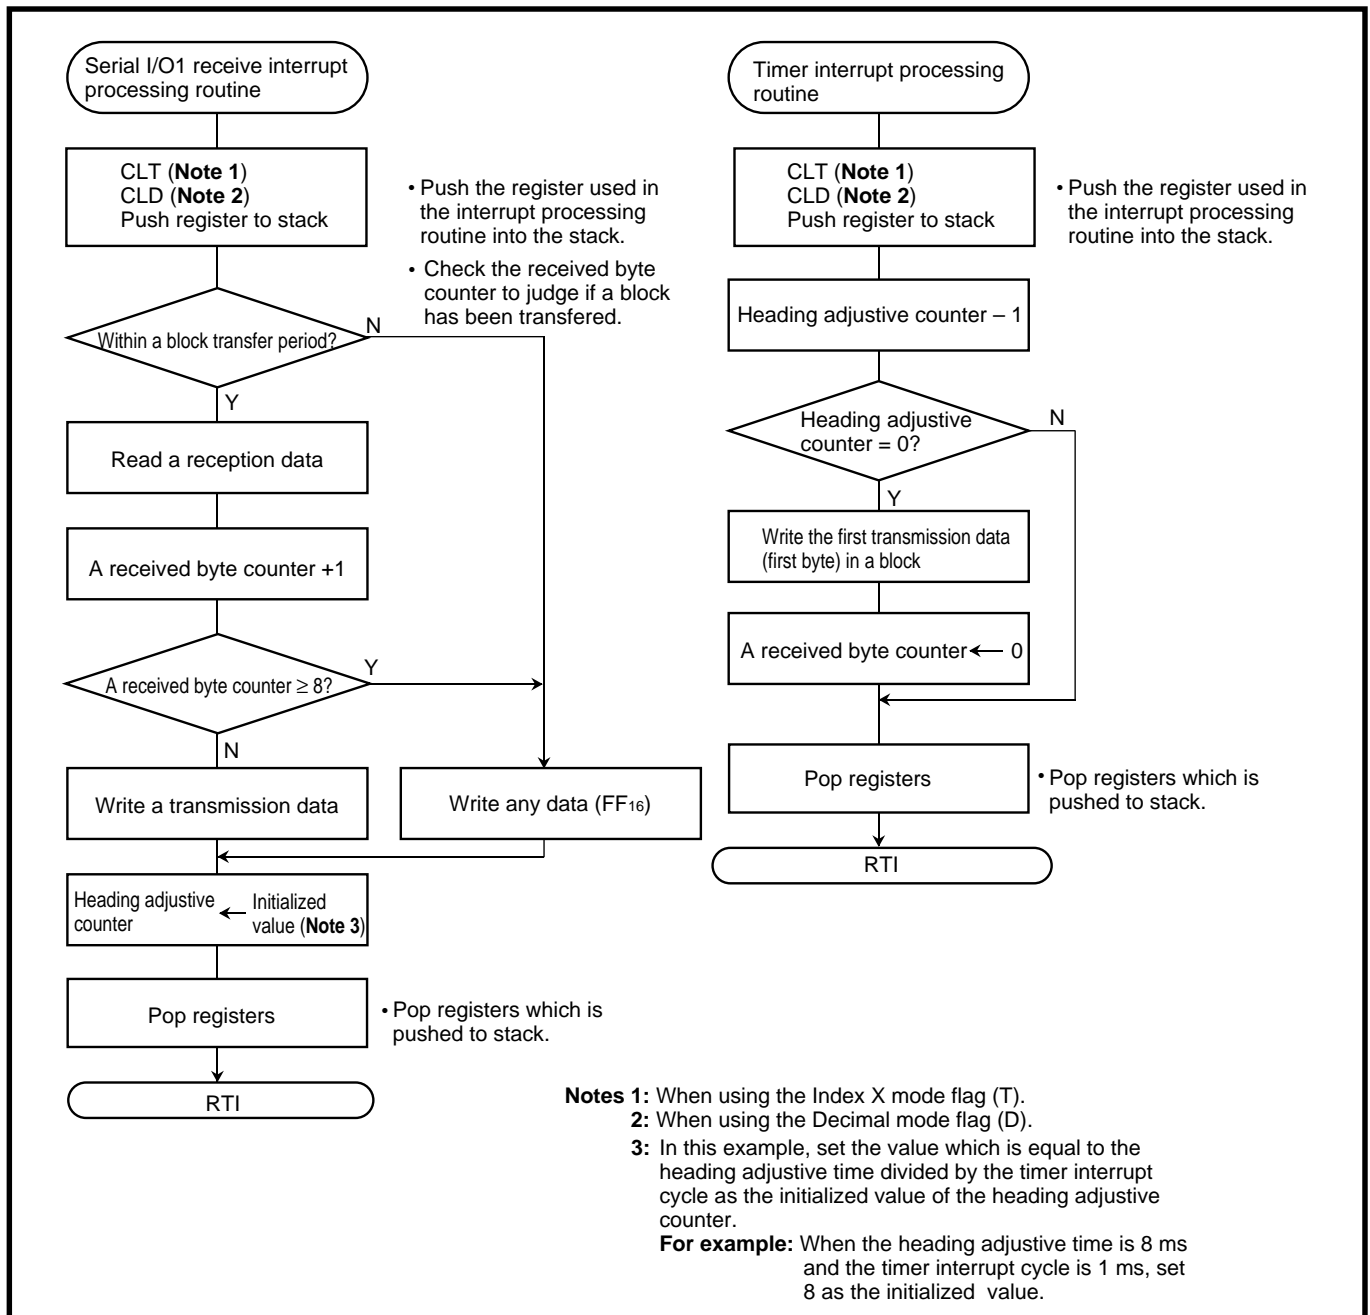 Serial I/O1 receive interrupt
processing routine
CLT (Note 1)
CLD (Note 2)
Push register to stack
• Push the register used in
the interrupt processing
routine into the stack.
• Check the received byte
counter to judge if a block
has been transfered.
Within a block transfer period?
N
Y
Read a reception data
A received byte counter +1
A received byte counter ≥ 8?
Y
N
Write a transmission data
Write any data (FF16)
Heading adjustive
counter
← Initialized
value (Note 3)
Pop registers
• Pop registers which is
pushed to stack.
RTI
Timer interrupt processing
routine
CLT (Note 1)
CLD (Note 2)
Push register to stack
• Push the register used in
the interrupt processing
routine into the stack.
Heading adjustive counter – 1
Heading adjustive
counter = 0?
N
Y
Write the first transmission data
(first byte) in a block
A received byte counter ← 0
Pop registers
• Pop registers which is
pushed to stack.
RTI
Notes 1: When using the Index X mode flag (T).
2: When using the Decimal mode flag (D).
3: In this example, set the value which is equal to the
heading adjustive time divided by the timer interrupt
cycle as the initialized value of the heading adjustive
counter.
For example: When the heading adjustive time is 8 ms
and the timer interrupt cycle is 1 ms, set
8 as the initialized value.